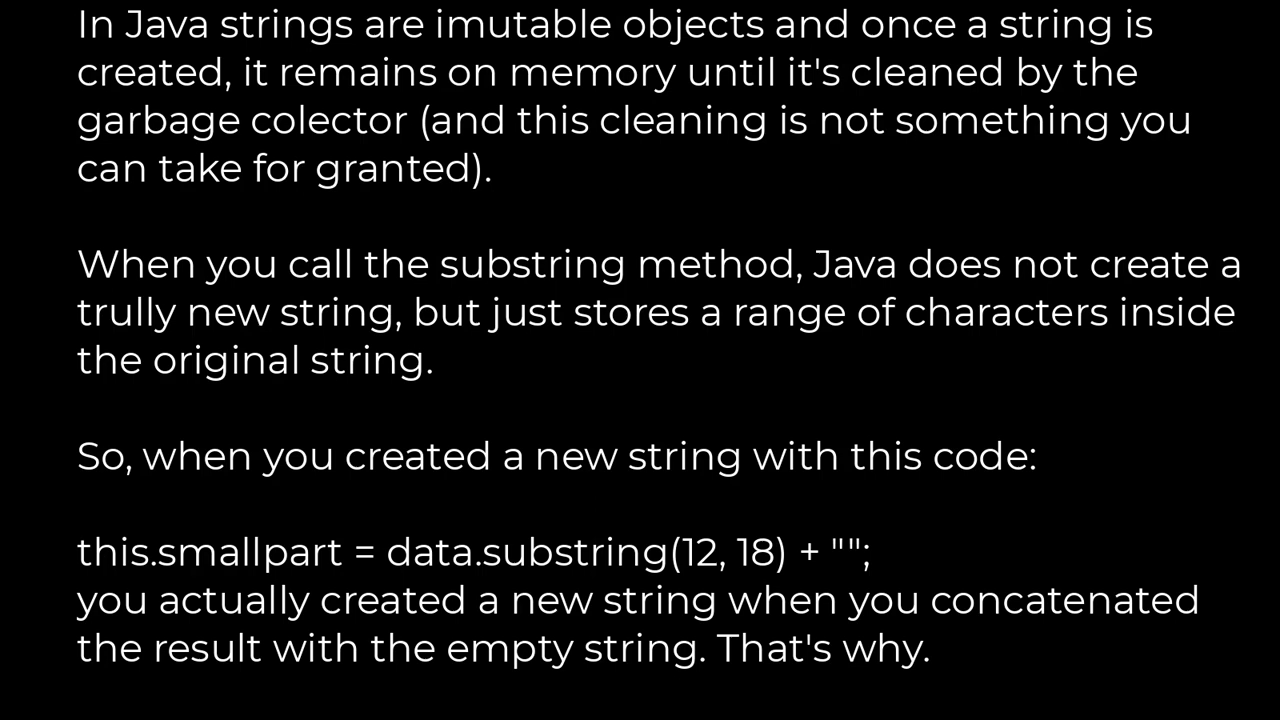 In Java strings are imutable objects and once a string is
created, it remains on memory until it's cleaned by the
garbage colector (and this cleaning is not something you
can take for granted).
When you call the substring method, Java does not create a
trully new string, but just stores a range of characters inside
the original string.
So, when you created a new string with this code:
this.smallpart = data.substring(12, 18) + "";
you actually created a new string when you concatenated
the result with the empty string. That's why.